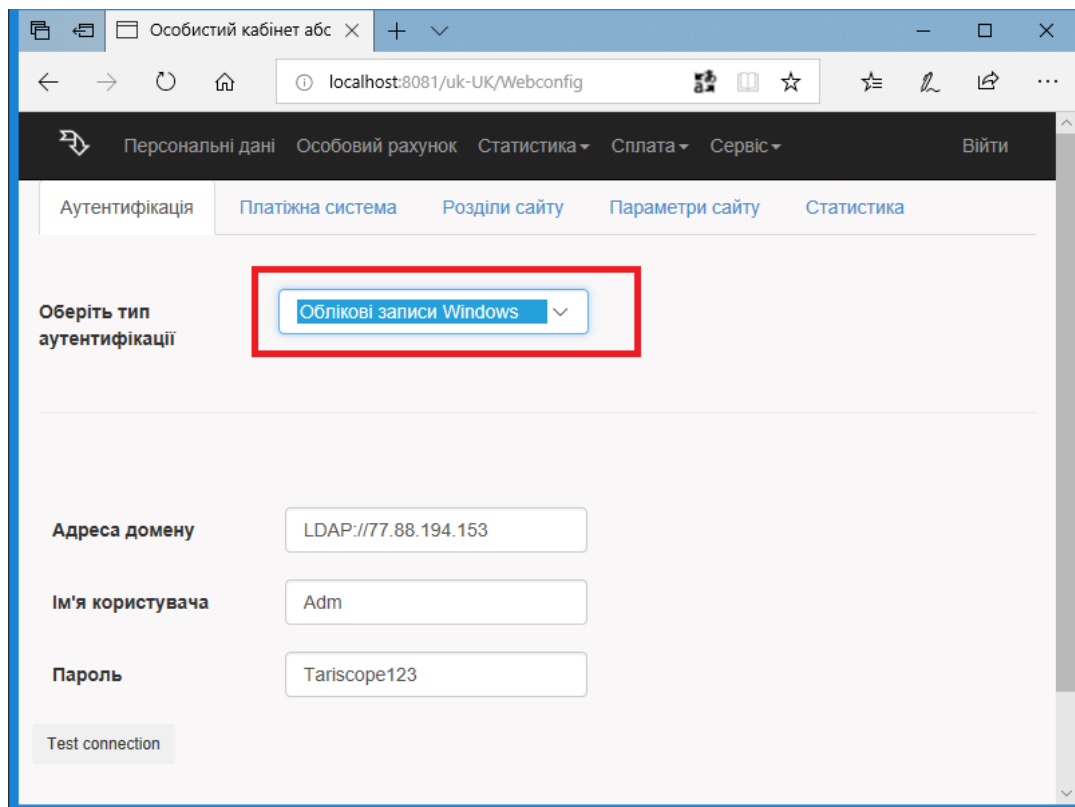 Особистий кабінет абс
localhost:8081/uk-UK/Webconfig
Персональні дані Особовий рахунок Статистика Сплата Сервіс Війти
Аутентифікація Платіжна система Розділи сайту Параметри сайту Статистика
Оберіть тип
аутентифікації
Облікові записи Windows
Адреса домену
LDAP://77.88.194.153
Ім'я користувача
Adm
Пароль
Tariscope123
Test connection